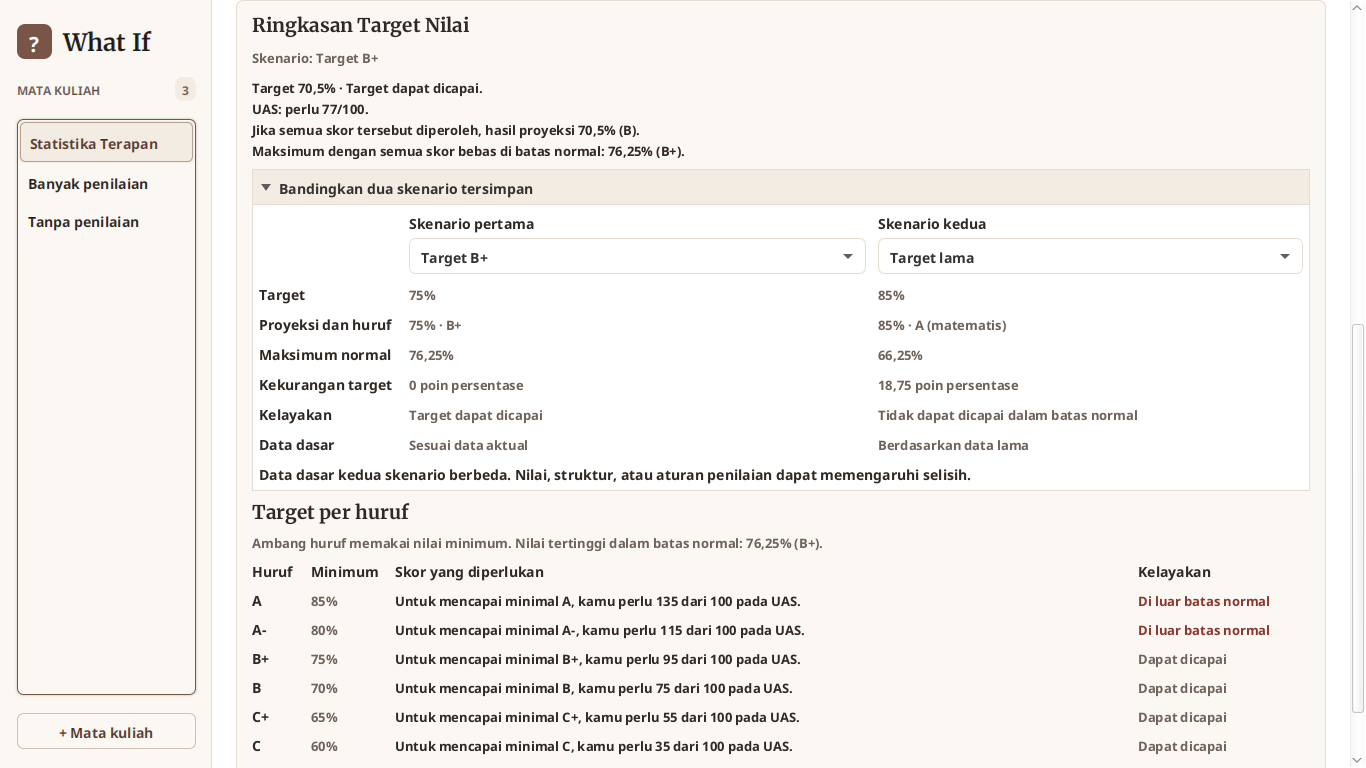 ? What If
MATA KULIAH 3
Statistika Terapan
Banyak penilaian
Tanpa penilaian
+ Mata kuliah
Ringkasan Target Nilai
Skenario: Target B+
Target 70,5% · Target dapat dicapai.
UAS: perlu 77/100.
Jika semua skor tersebut diperoleh, hasil proyeksi 70,5% (B).
Maksimum dengan semua skor bebas di batas normal: 76,25% (B+).
Bandingkan dua skenario tersimpan
Skenario pertama Skenario kedua
Target B+ Target lama
Target 75% 85%
Proyeksi dan huruf 75% · B+ 85% · A (matematis)
Maksimum normal 76,25% 66,25%
Kekurangan target 0 poin persentase 18,75 poin persentase
Kelayakan Target dapat dicapai Tidak dapat dicapai dalam batas normal
Data dasar Sesuai data aktual Berdasarkan data lama
Data dasar kedua skenario berbeda. Nilai, struktur, atau aturan penilaian dapat memengaruhi selisih.
Target per huruf
Ambang huruf memakai nilai minimum. Nilai tertinggi dalam batas normal: 76,25% (B+).
Huruf Minimum Skor yang diperlukan Kelayakan
A 85% Untuk mencapai minimal A, kamu perlu 135 dari 100 pada UAS. Di luar batas normal
A- 80% Untuk mencapai minimal A-, kamu perlu 115 dari 100 pada UAS. Di luar batas normal
B+ 75% Untuk mencapai minimal B+, kamu perlu 95 dari 100 pada UAS. Dapat dicapai
B 70% Untuk mencapai minimal B, kamu perlu 75 dari 100 pada UAS. Dapat dicapai
C+ 65% Untuk mencapai minimal C+, kamu perlu 55 dari 100 pada UAS. Dapat dicapai
C 60% Untuk mencapai minimal C, kamu perlu 35 dari 100 pada UAS. Dapat dicapai